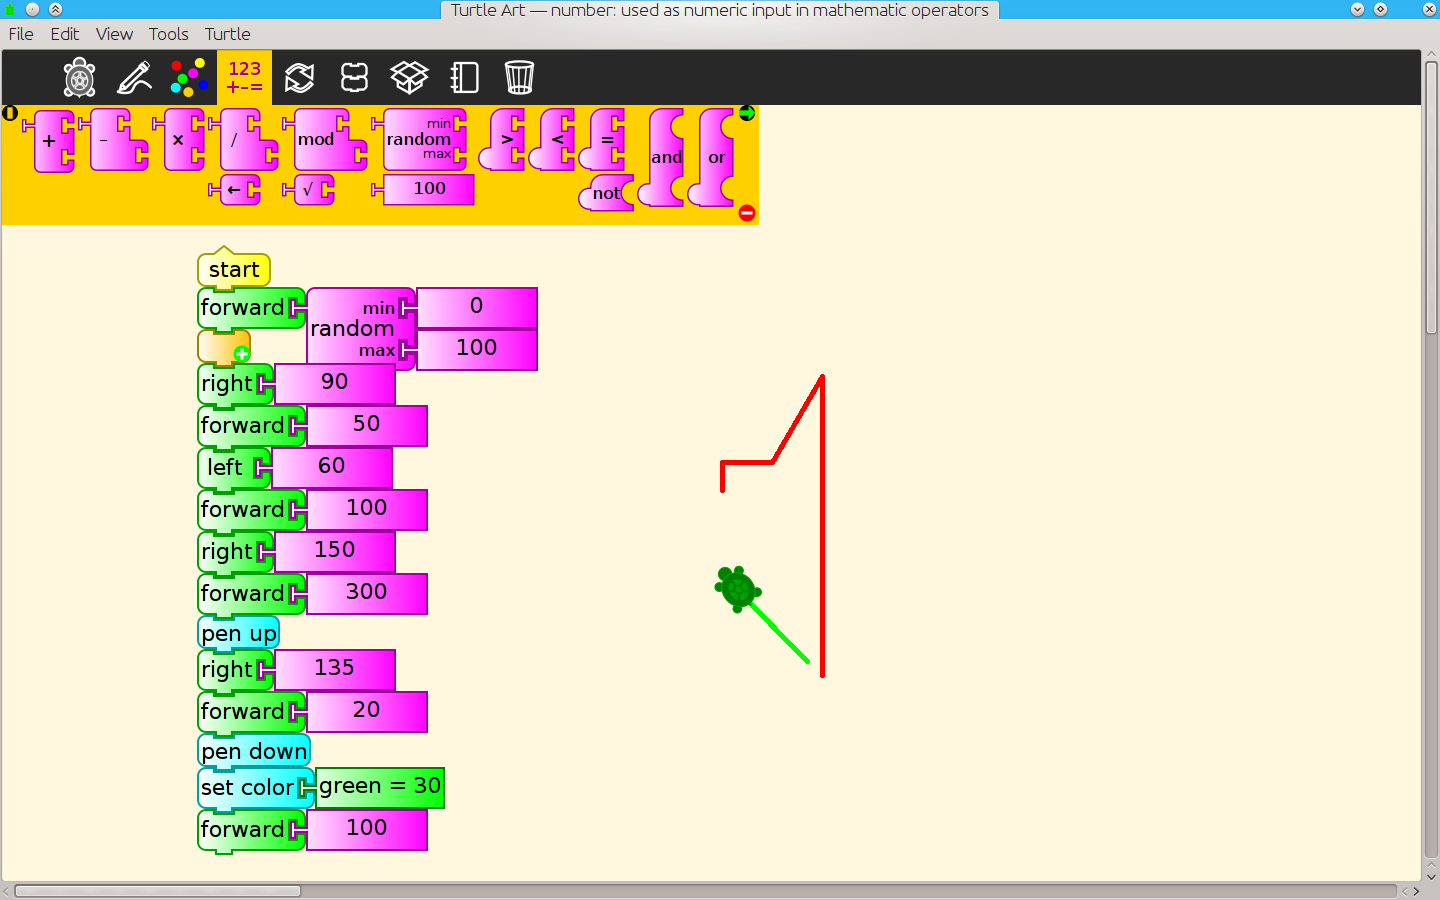 Turtle Art — number: used as numeric input in mathematic operators
File Edit View Tools Turtle
123
+-=
+ - × / mod random min max > < = and or
← √ 100 not
start
forward random min 0
max 100
right 90
forward 50
left 60
forward 100
right 150
forward 300
pen up
right 135
forward 20
pen down
set color green = 30
forward 100